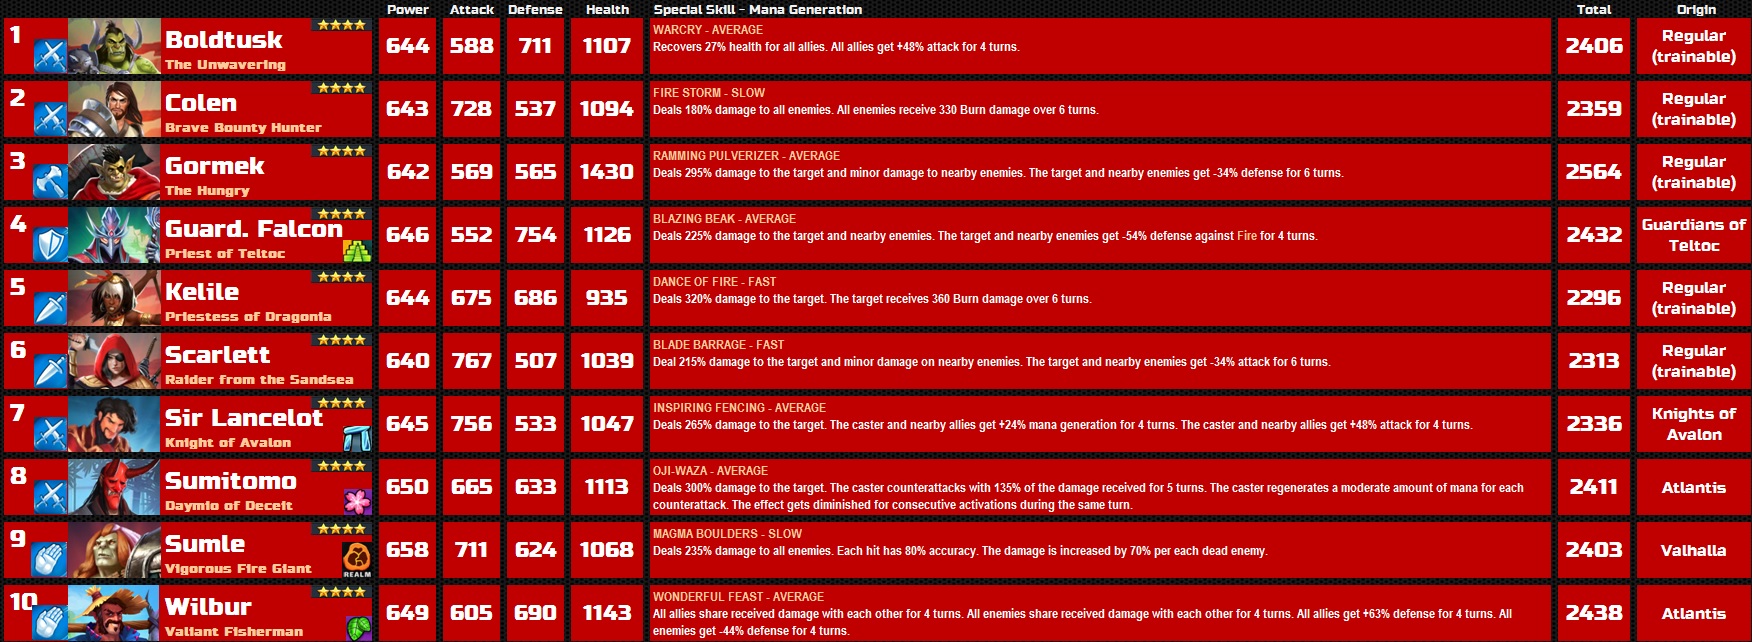 Power Attack Defense Health Special Skill - Mana Generation Total Origin
1 Boldtusk The Unwavering 644 588 711 1107 WARCRY - AVERAGE
Recovers 27% health for all allies. All allies get +48% attack for 4 turns.
2406 Regular (trainable)
2 Colen Brave Bounty Hunter 643 728 537 1094 FIRE STORM - SLOW
Deals 180% damage to all enemies. All enemies receive 330 Burn damage over 6 turns.
2359 Regular (trainable)
3 Gormek The Hungry 642 569 565 1430 RAMMING PULVERIZER - AVERAGE
Deals 295% damage to the target and minor damage to nearby enemies. The target and nearby enemies get -34% defense for 6 turns.
2564 Regular (trainable)
4 Guard. Falcon Priest of Teltoc 646 552 754 1126 BLAZING BEAK - AVERAGE
Deals 225% damage to the target and nearby enemies. The target and nearby enemies get -54% defense against Fire for 4 turns.
2432 Guardians of Teltoc
5 Kelile Priestess of Dragonia 644 675 686 935 DANCE OF FIRE - FAST
Deals 320% damage to the target. The target receives 360 Burn damage over 6 turns.
2296 Regular (trainable)
6 Scarlett Raider from the Sandsea 640 767 507 1039 BLADE BARRAGE - FAST
Deal 215% damage to the target and minor damage on nearby enemies. The target and nearby enemies get -34% attack for 6 turns.
2313 Regular (trainable)
7 Sir Lancelot Knight of Avalon 645 756 533 1047 INSPIRING FENCING - AVERAGE
Deals 265% damage to the target. The caster and nearby allies get +24% mana generation for 4 turns. The caster and nearby allies get +48% attack for 4 turns.
2336 Knights of Avalon
8 Sumitomo Daymio of Deceit 650 665 633 1113 OJI-WAZA - AVERAGE
Deals 300% damage to the target. The caster counterattacks with 135% of the damage received for 5 turns. The caster regenerates a moderate amount of mana for each
counterattack. The effect gets diminished for consecutive activations during the same turn.
2411 Atlantis
9 Sumle Vigorous Fire Giant REALM 658 711 624 1068 MAGMA BOULDERS - SLOW
Deals 235% damage to all enemies. Each hit has 80% accuracy. The damage is increased by 70% per each dead enemy.
2403 Valhalla
10 Wilbur Valiant Fisherman 649 605 690 1143 WONDERFUL FEAST - AVERAGE
All allies share received damage with each other for 4 turns. All enemies share received damage with each other for 4 turns. All allies get +63% defense for 4 turns. All
enemies get -44% defense for 4 turns.
2438 Atlantis